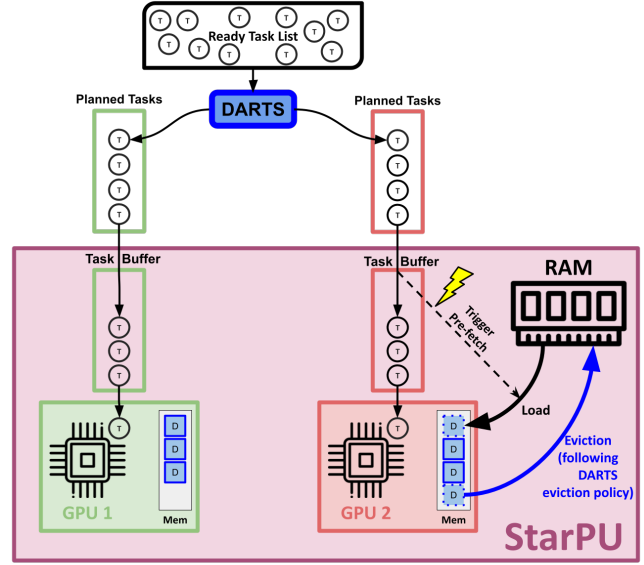 T T T T T
T
Ready Task List
T T T T T
DARTS
Planned Tasks
T
T
T
T
Planned Tasks
T
T
T
T
Task Buffer
T
T
T
Task Buffer
T
T
T
Trigger
Pre-fetch
RAM
Load
T
D
D
D
GPU 1
Mem
T
D
D
D
D
GPU 2
Mem
Eviction
(following
DARTS
eviction policy)
StarPU